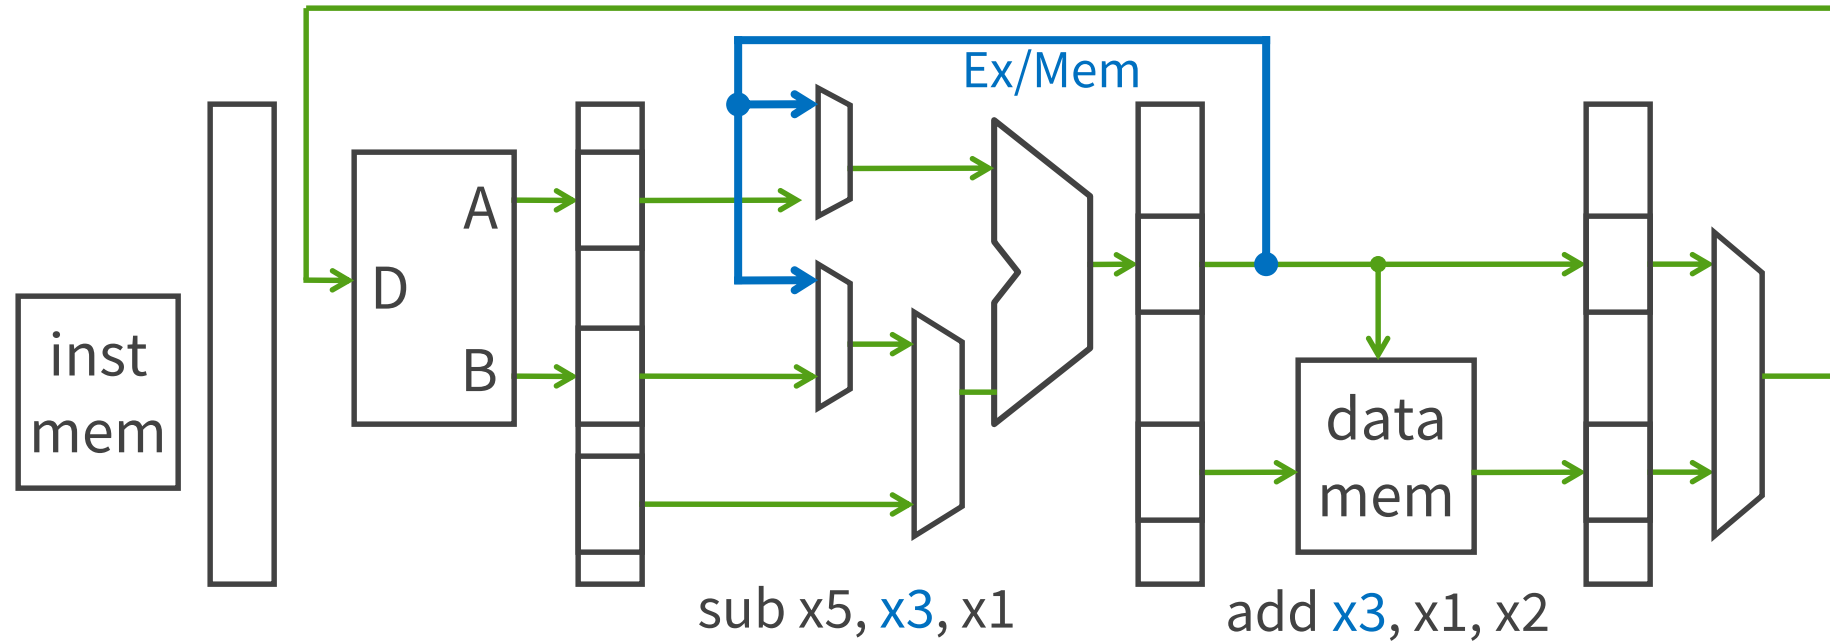 Ex/Mem
A
D
B
inst
mem
data
mem
sub x5, x3, x1
add x3, x1, x2